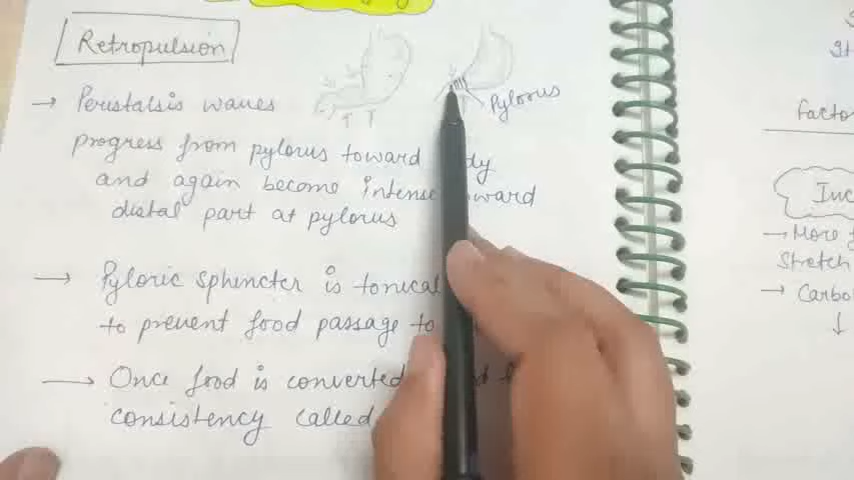 Retropulsion
Pylorus
→ Peristalsis waves
progress from pylorus toward
and again become intense
distal part at pylorus
→ Pyloric sphincter is
to prevent food passage to
→ Once food is converted
consistency called
Factor
Inc
→ More
Stretch
→ Carbo
↓